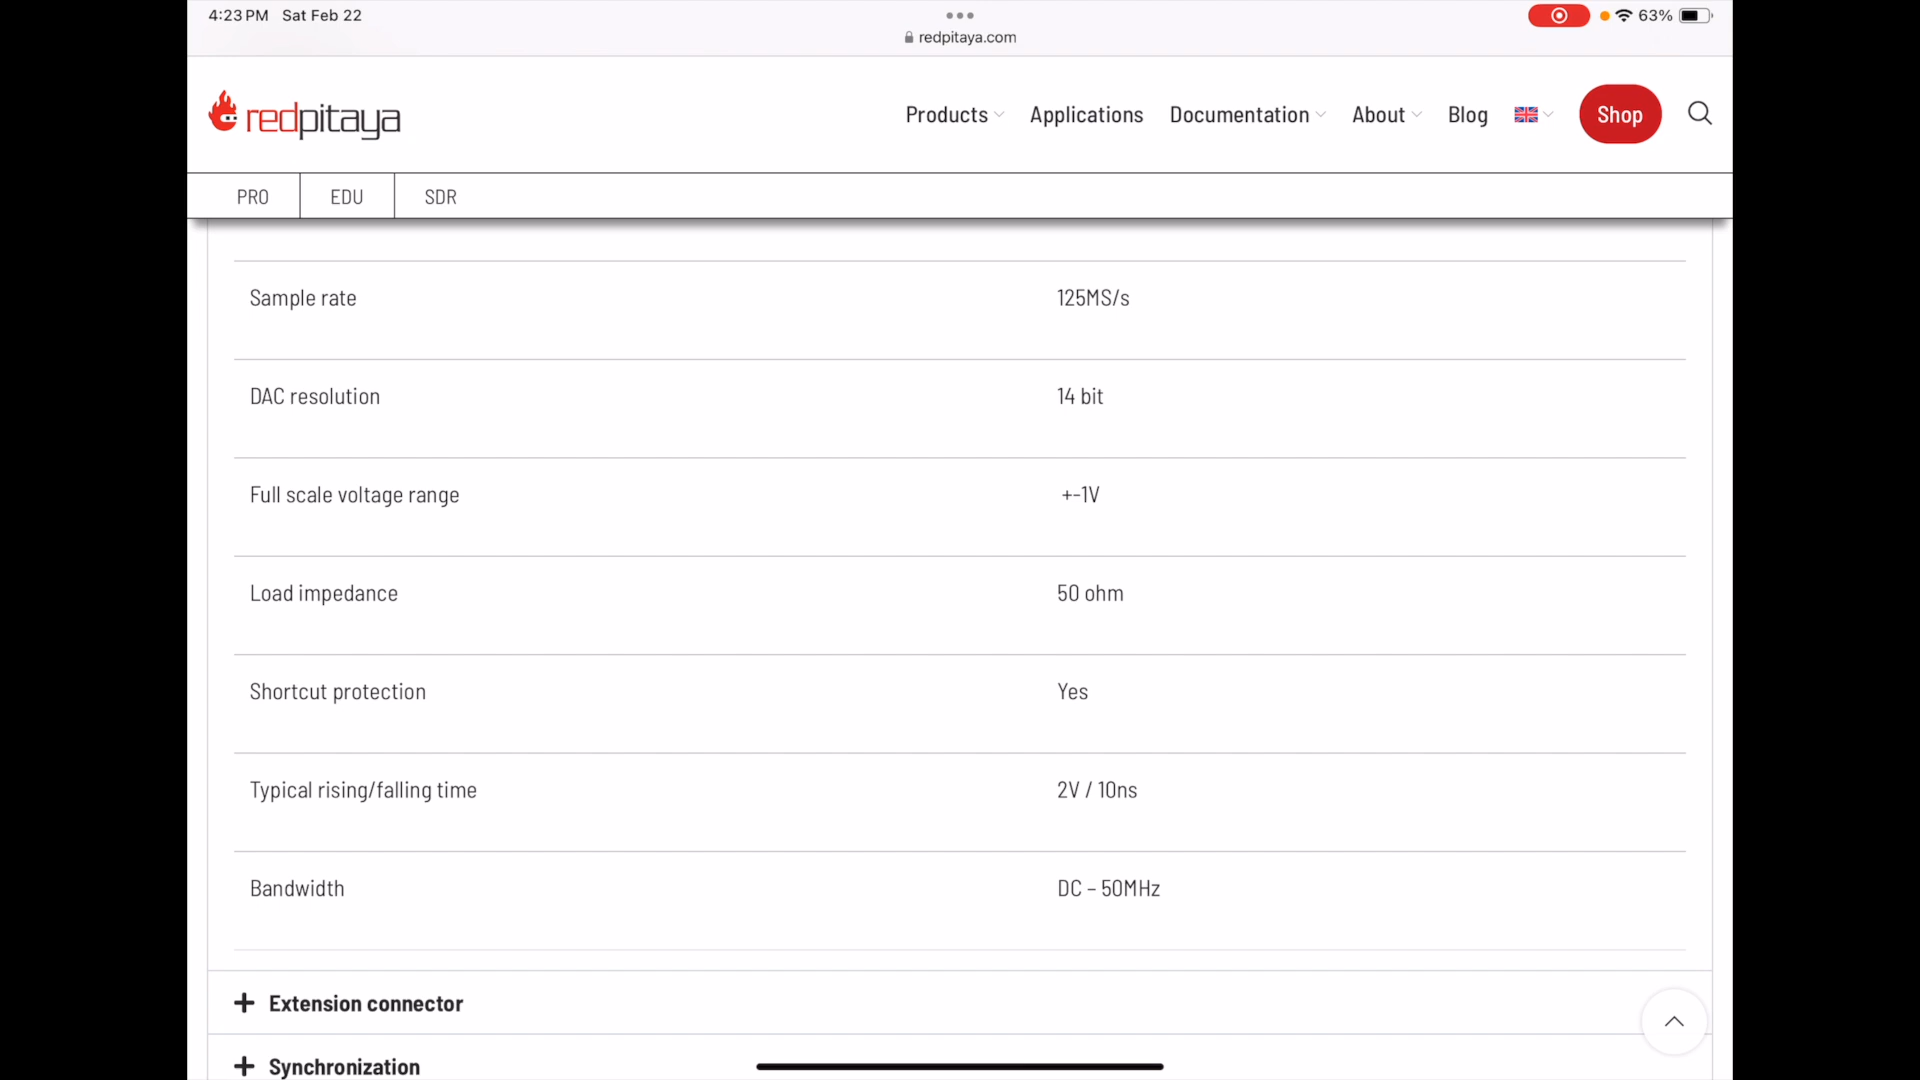 4:23 PM Sat Feb 22
63%
redpitaya.com
redpitaya
Products Applications Documentation About Blog Shop
PRO EDU SDR
Sample rate 125MS/s
DAC resolution 14 bit
Full scale voltage range +-1V
Load impedance 50 ohm
Shortcut protection Yes
Typical rising/falling time 2V / 10ns
Bandwidth DC – 50MHz
+ Extension connector
+ Synchronization